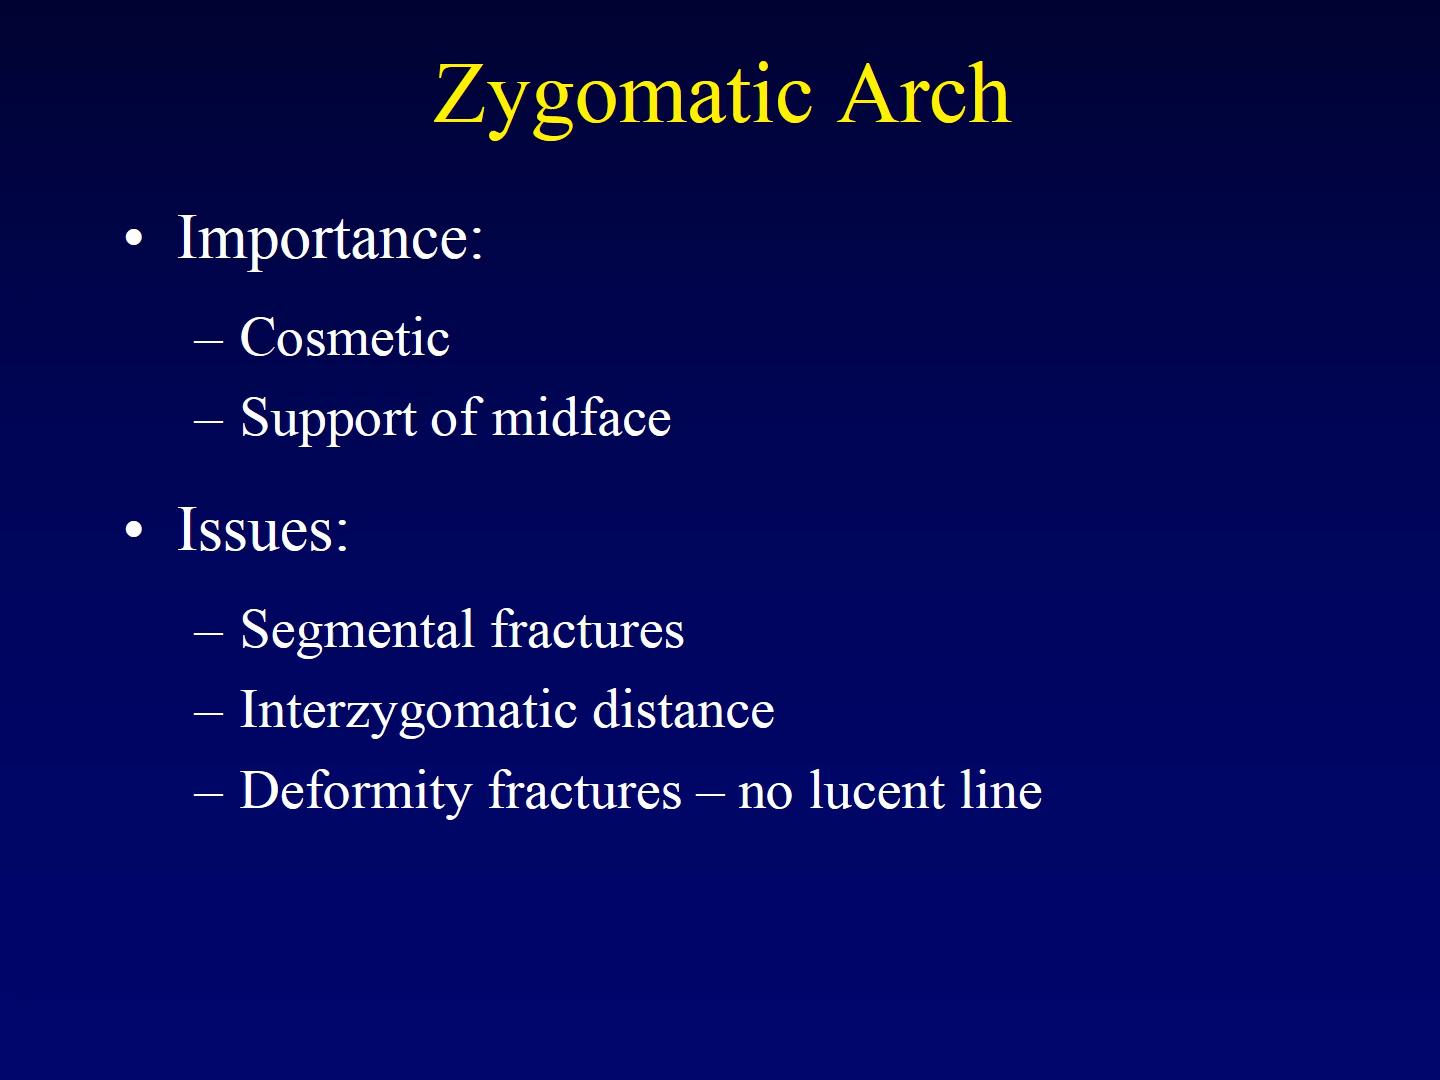 Zygomatic Arch
• Importance:
– Cosmetic
– Support of midface
• Issues:
– Segmental fractures
– Interzygomatic distance
– Deformity fractures – no lucent line